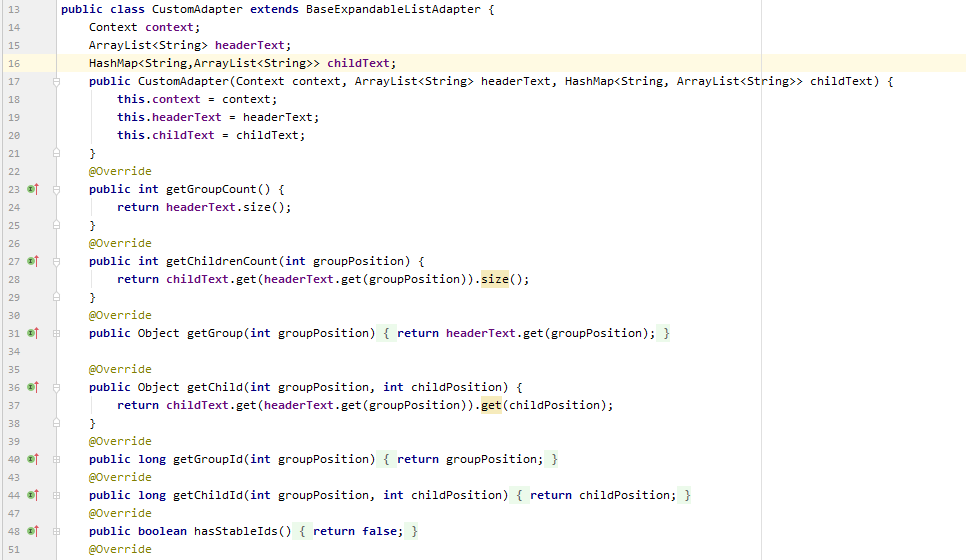 13 public class CustomAdapter extends BaseExpandableListAdapter {
14 Context context;
15 ArrayList<String> headerText;
16 HashMap<String,ArrayList<String>> childText;
17 public CustomAdapter(Context context, ArrayList<String> headerText, HashMap<String, ArrayList<String>> childText) {
18 this.context = context;
19 this.headerText = headerText;
20 this.childText = childText;
21 }
22 @Override
23 public int getGroupCount() {
24 return headerText.size();
25 }
26 @Override
27 public int getChildrenCount(int groupPosition) {
28 return childText.get(headerText.get(groupPosition)).size();
29 }
30 @Override
31 public Object getGroup(int groupPosition) { return headerText.get(groupPosition); }
34
35 @Override
36 public Object getChild(int groupPosition, int childPosition) {
37 return childText.get(headerText.get(groupPosition)).get(childPosition);
38 }
39 @Override
40 public long getGroupId(int groupPosition) { return groupPosition; }
43 @Override
44 public long getChildId(int groupPosition, int childPosition) { return childPosition; }
47 @Override
48 public boolean hasStableIds() { return false; }
51 @Override